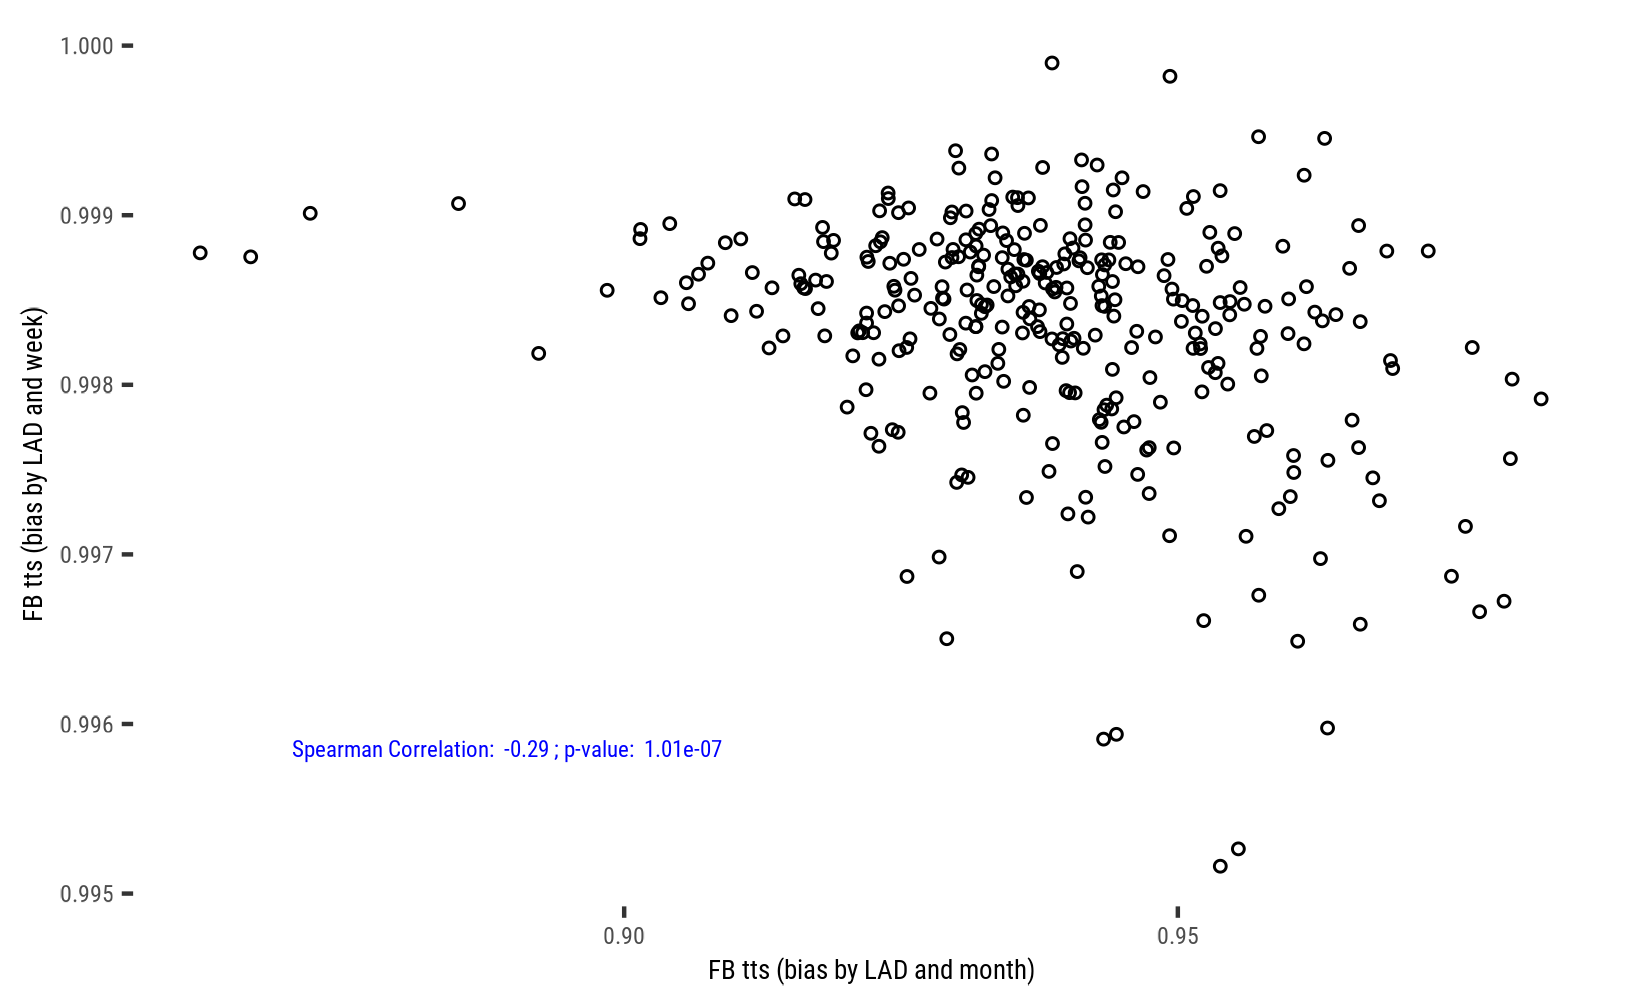 1.000
0.999
0.998
0.997
0.996
0.995
FB tts (bias by LAD and week)
Spearman Correlation: -0.29 ; p-value: 1.01e-07
0.90 0.95
FB tts (bias by LAD and month)